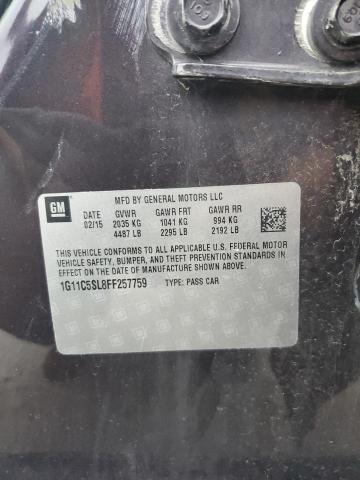 GM
MFD BY GENERAL MOTORS LLC
DATE GVWR GAWR FRT GAWR RR
02/15 2035 KG 1041 KG 994 KG
4487 LB 2295 LB 2192 LB
THIS VEHICLE CONFORMS TO ALL APPLICABLE U.S. FEDERAL MOTOR
VEHICLE SAFETY, BUMPER, AND THEFT PREVENTION STANDARDS
IN EFFECT ON THE DATE OF MANUFACTURE SHOWN ABOVE.
1G11C5SL8FF257759 TYPE: PASS CAR